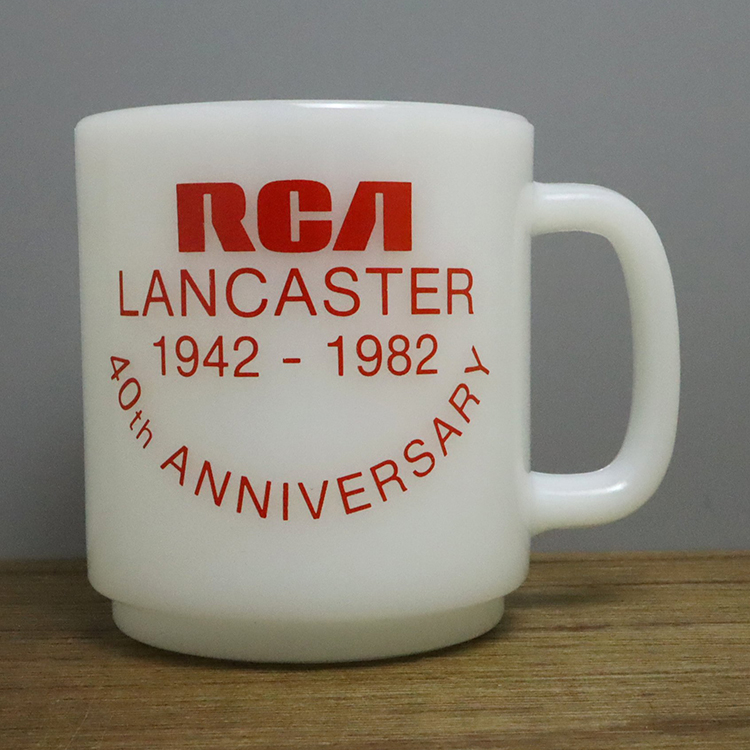 RCA
LANCASTER
1942 - 1982
40th ANNIVERSARY